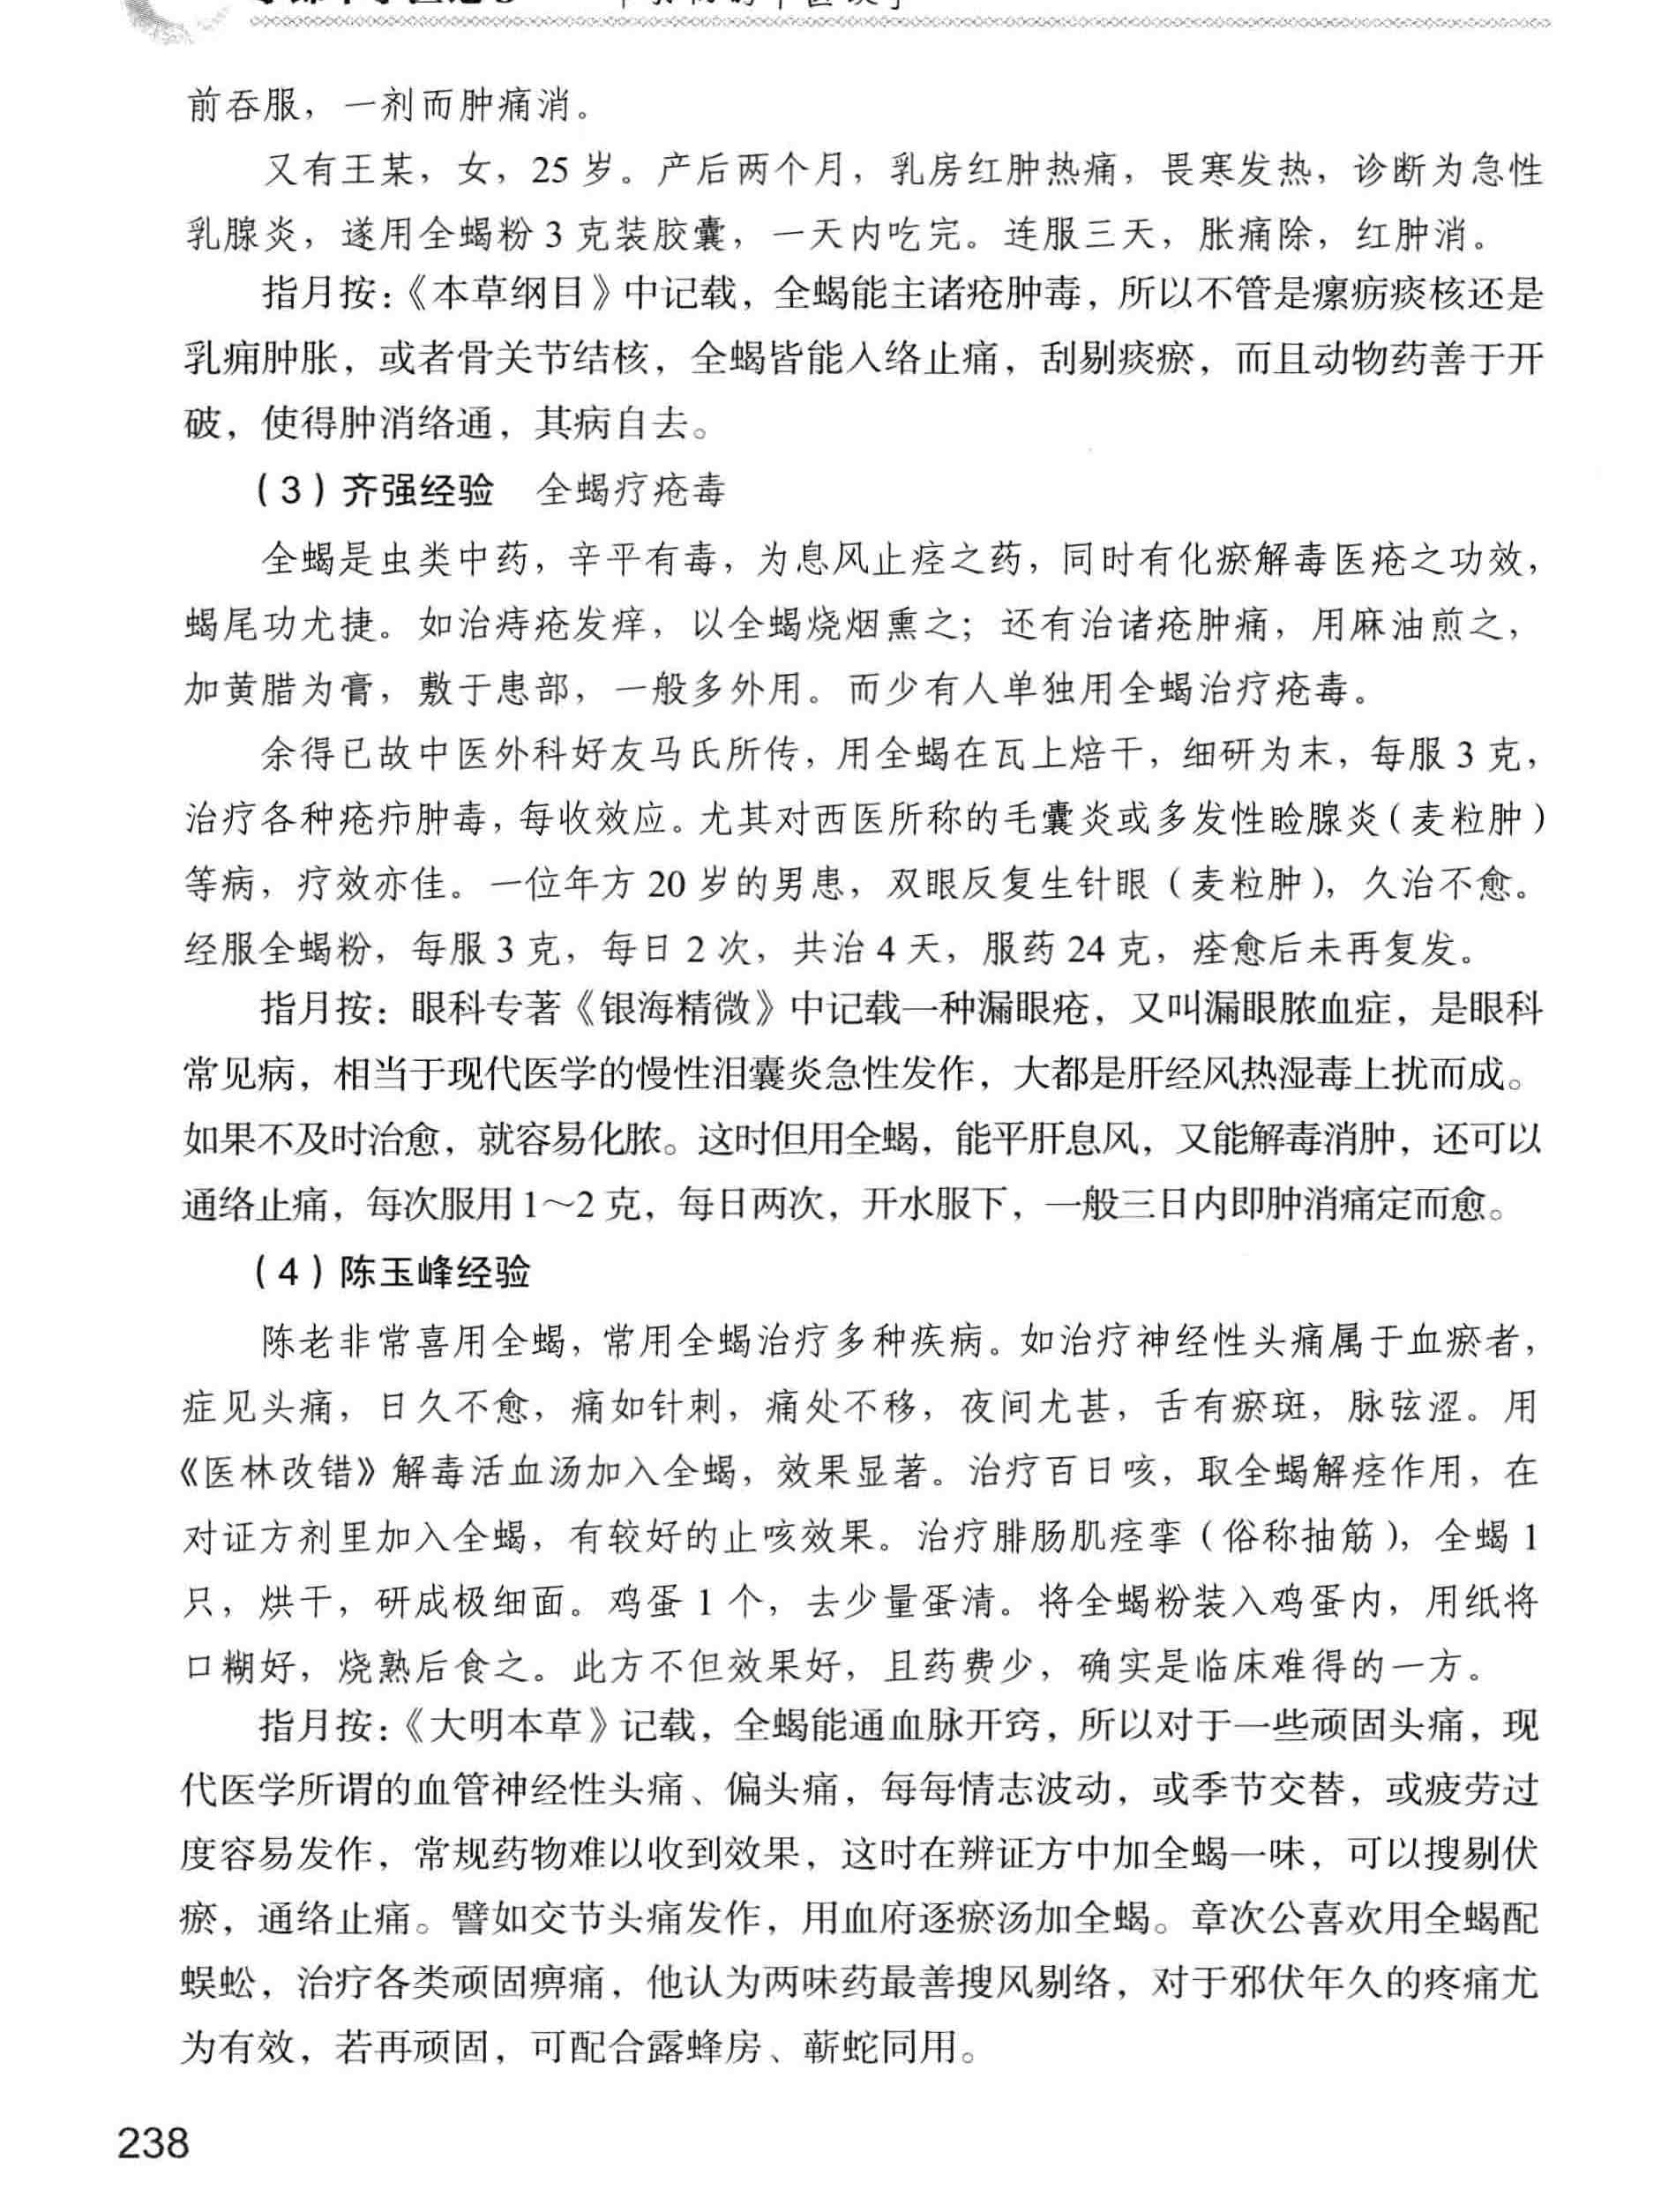 前吞服，一剂而肿痛消。
又有王某，女，25 岁。产后两个月，乳房红肿热痛，畏寒发热，诊断为急性
乳腺炎，遂用全蝎粉 3 克装胶囊，一天内吃完。连服三天，胀痛除，红肿消。
指月按：《本草纲目》中记载，全蝎能主诸疮肿毒，所以不管是瘰疬痰核还是
乳痈肿胀，或者骨关节结核，全蝎皆能入络止痛，刮剔痰瘀，而且动物药善于开
破，使得肿消络通，其病自去。
（3）齐强经验　全蝎疗疮毒
全蝎是虫类中药，辛平有毒，为息风止痉之药，同时有化瘀解毒医疮之功效，
蝎尾功尤捷。如治痔疮发痒，以全蝎烧烟熏之；还有治诸疮肿痛，用麻油煎之，
加黄腊为膏，敷于患部，一般多外用。而少有人单独用全蝎治疗疮毒。
余得已故中医外科好友马氏所传，用全蝎在瓦上焙干，细研为末，每服 3 克，
治疗各种疮疖肿毒，每收效应。尤其对西医所称的毛囊炎或多发性睑腺炎（麦粒肿）
等病，疗效亦佳。一位年方 20 岁的男患，双眼反复生针眼（麦粒肿），久治不愈。
经服全蝎粉，每服 3 克，每日 2 次，共治 4 天，服药 24 克，痊愈后未再复发。
指月按：眼科专著《银海精微》中记载一种漏眼疮，又叫漏眼脓血症，是眼科
常见病，相当于现代医学的慢性泪囊炎急性发作，大都是肝经风热湿毒上扰而成。
如果不及时治愈，就容易化脓。这时但用全蝎，能平肝息风，又能解毒消肿，还可以
通络止痛，每次服用 1～2 克，每日两次，开水服下，一般三日内即肿消痛定而愈。
（4）陈玉峰经验
陈老非常喜用全蝎，常用全蝎治疗多种疾病。如治疗神经性头痛属于血瘀者，
症见头痛，日久不愈，痛如针刺，痛处不移，夜间尤甚，舌有瘀斑，脉弦涩。用
《医林改错》解毒活血汤加入全蝎，效果显著。治疗百日咳，取全蝎解痉作用，在
对证方剂里加入全蝎，有较好的止咳效果。治疗腓肠肌痉挛（俗称抽筋），全蝎 1
只，烘干，研成极细面。鸡蛋 1 个，去少量蛋清。将全蝎粉装入鸡蛋内，用纸将
口糊好，烧熟后食之。此方不但效果好，且药费少，确实是临床难得的一方。
指月按：《大明本草》记载，全蝎能通血脉开窍，所以对于一些顽固头痛，现
代医学所谓的血管神经性头痛、偏头痛，每每情志波动，或季节交替，或疲劳过
度容易发作，常规药物难以收到效果，这时在辨证方中加全蝎一味，可以搜剔伏
瘀，通络止痛。譬如交节头痛发作，用血府逐瘀汤加全蝎。章次公喜欢用全蝎配
蜈蚣，治疗各类顽固痹痛，他认为两味药最善搜风剔络，对于邪伏年久的疼痛尤
为有效，若再顽固，可配合露蜂房、蕲蛇同用。
238